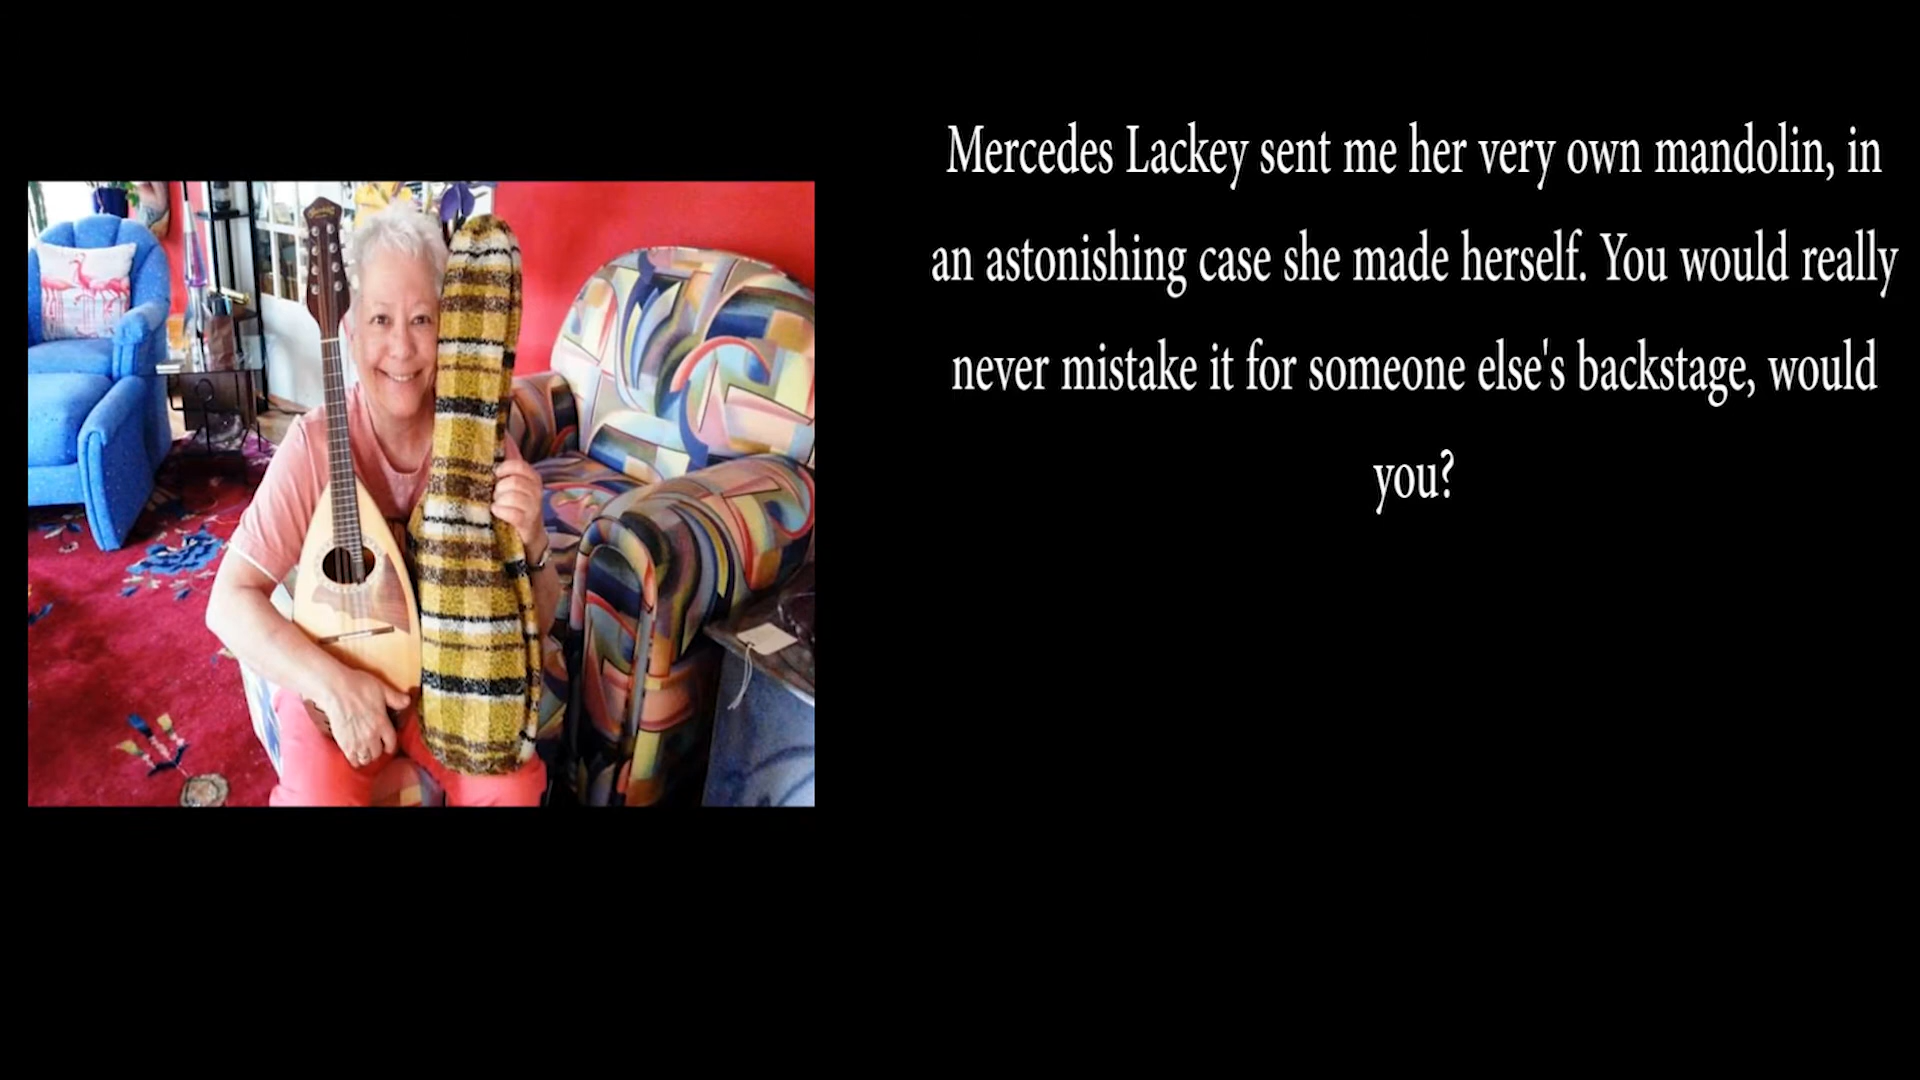 Mercedes Lackey sent me her very own mandolin, in
an astonishing case she made herself. You would really
never mistake it for someone else's backstage, would
you?